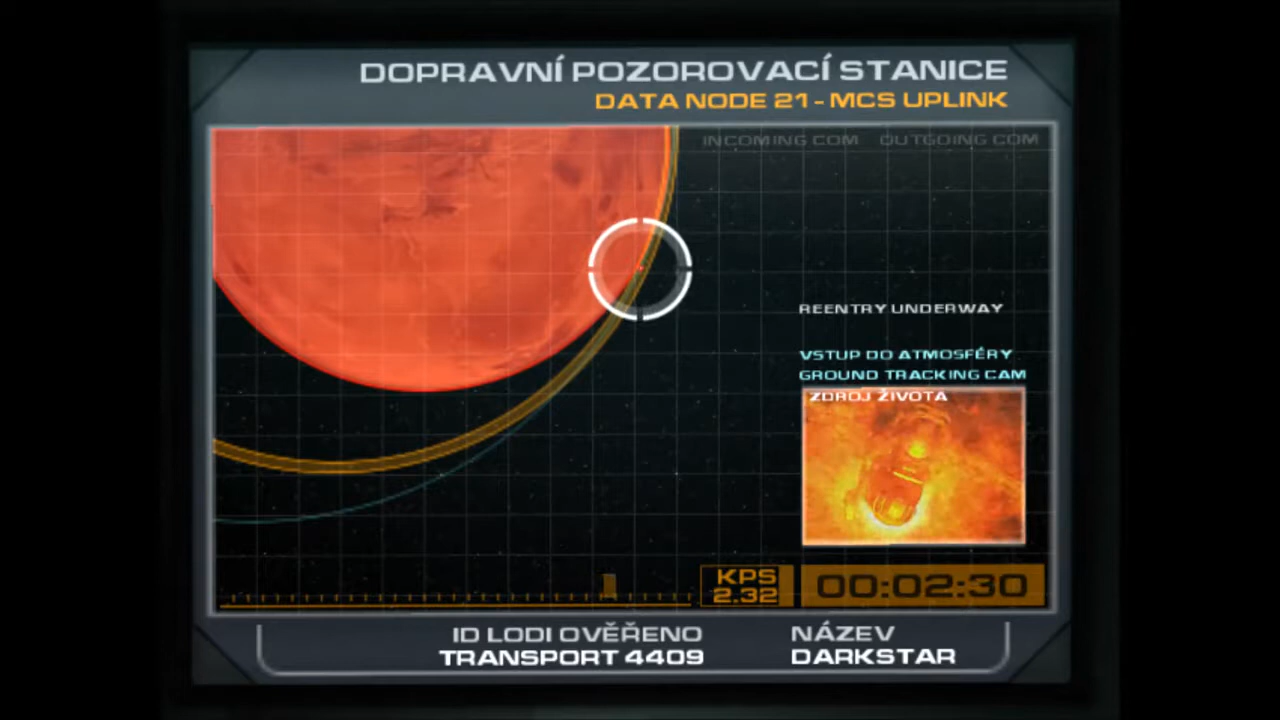 DOPRAVNÍ POZOROVACÍ STANICE
DATA NODE 21 - MCS UPLINK
INCOMING COM OUTGOING COM
REENTRY UNDERWAY
VSTUP DO ATMOSFÉRY
GROUND TRACKING CAM
ZDROJ ŽIVOTA
KPS
2.32
00:02:30
ID LODI OVĚŘENO
TRANSPORT 4409
NÁZEV
DARKSTAR